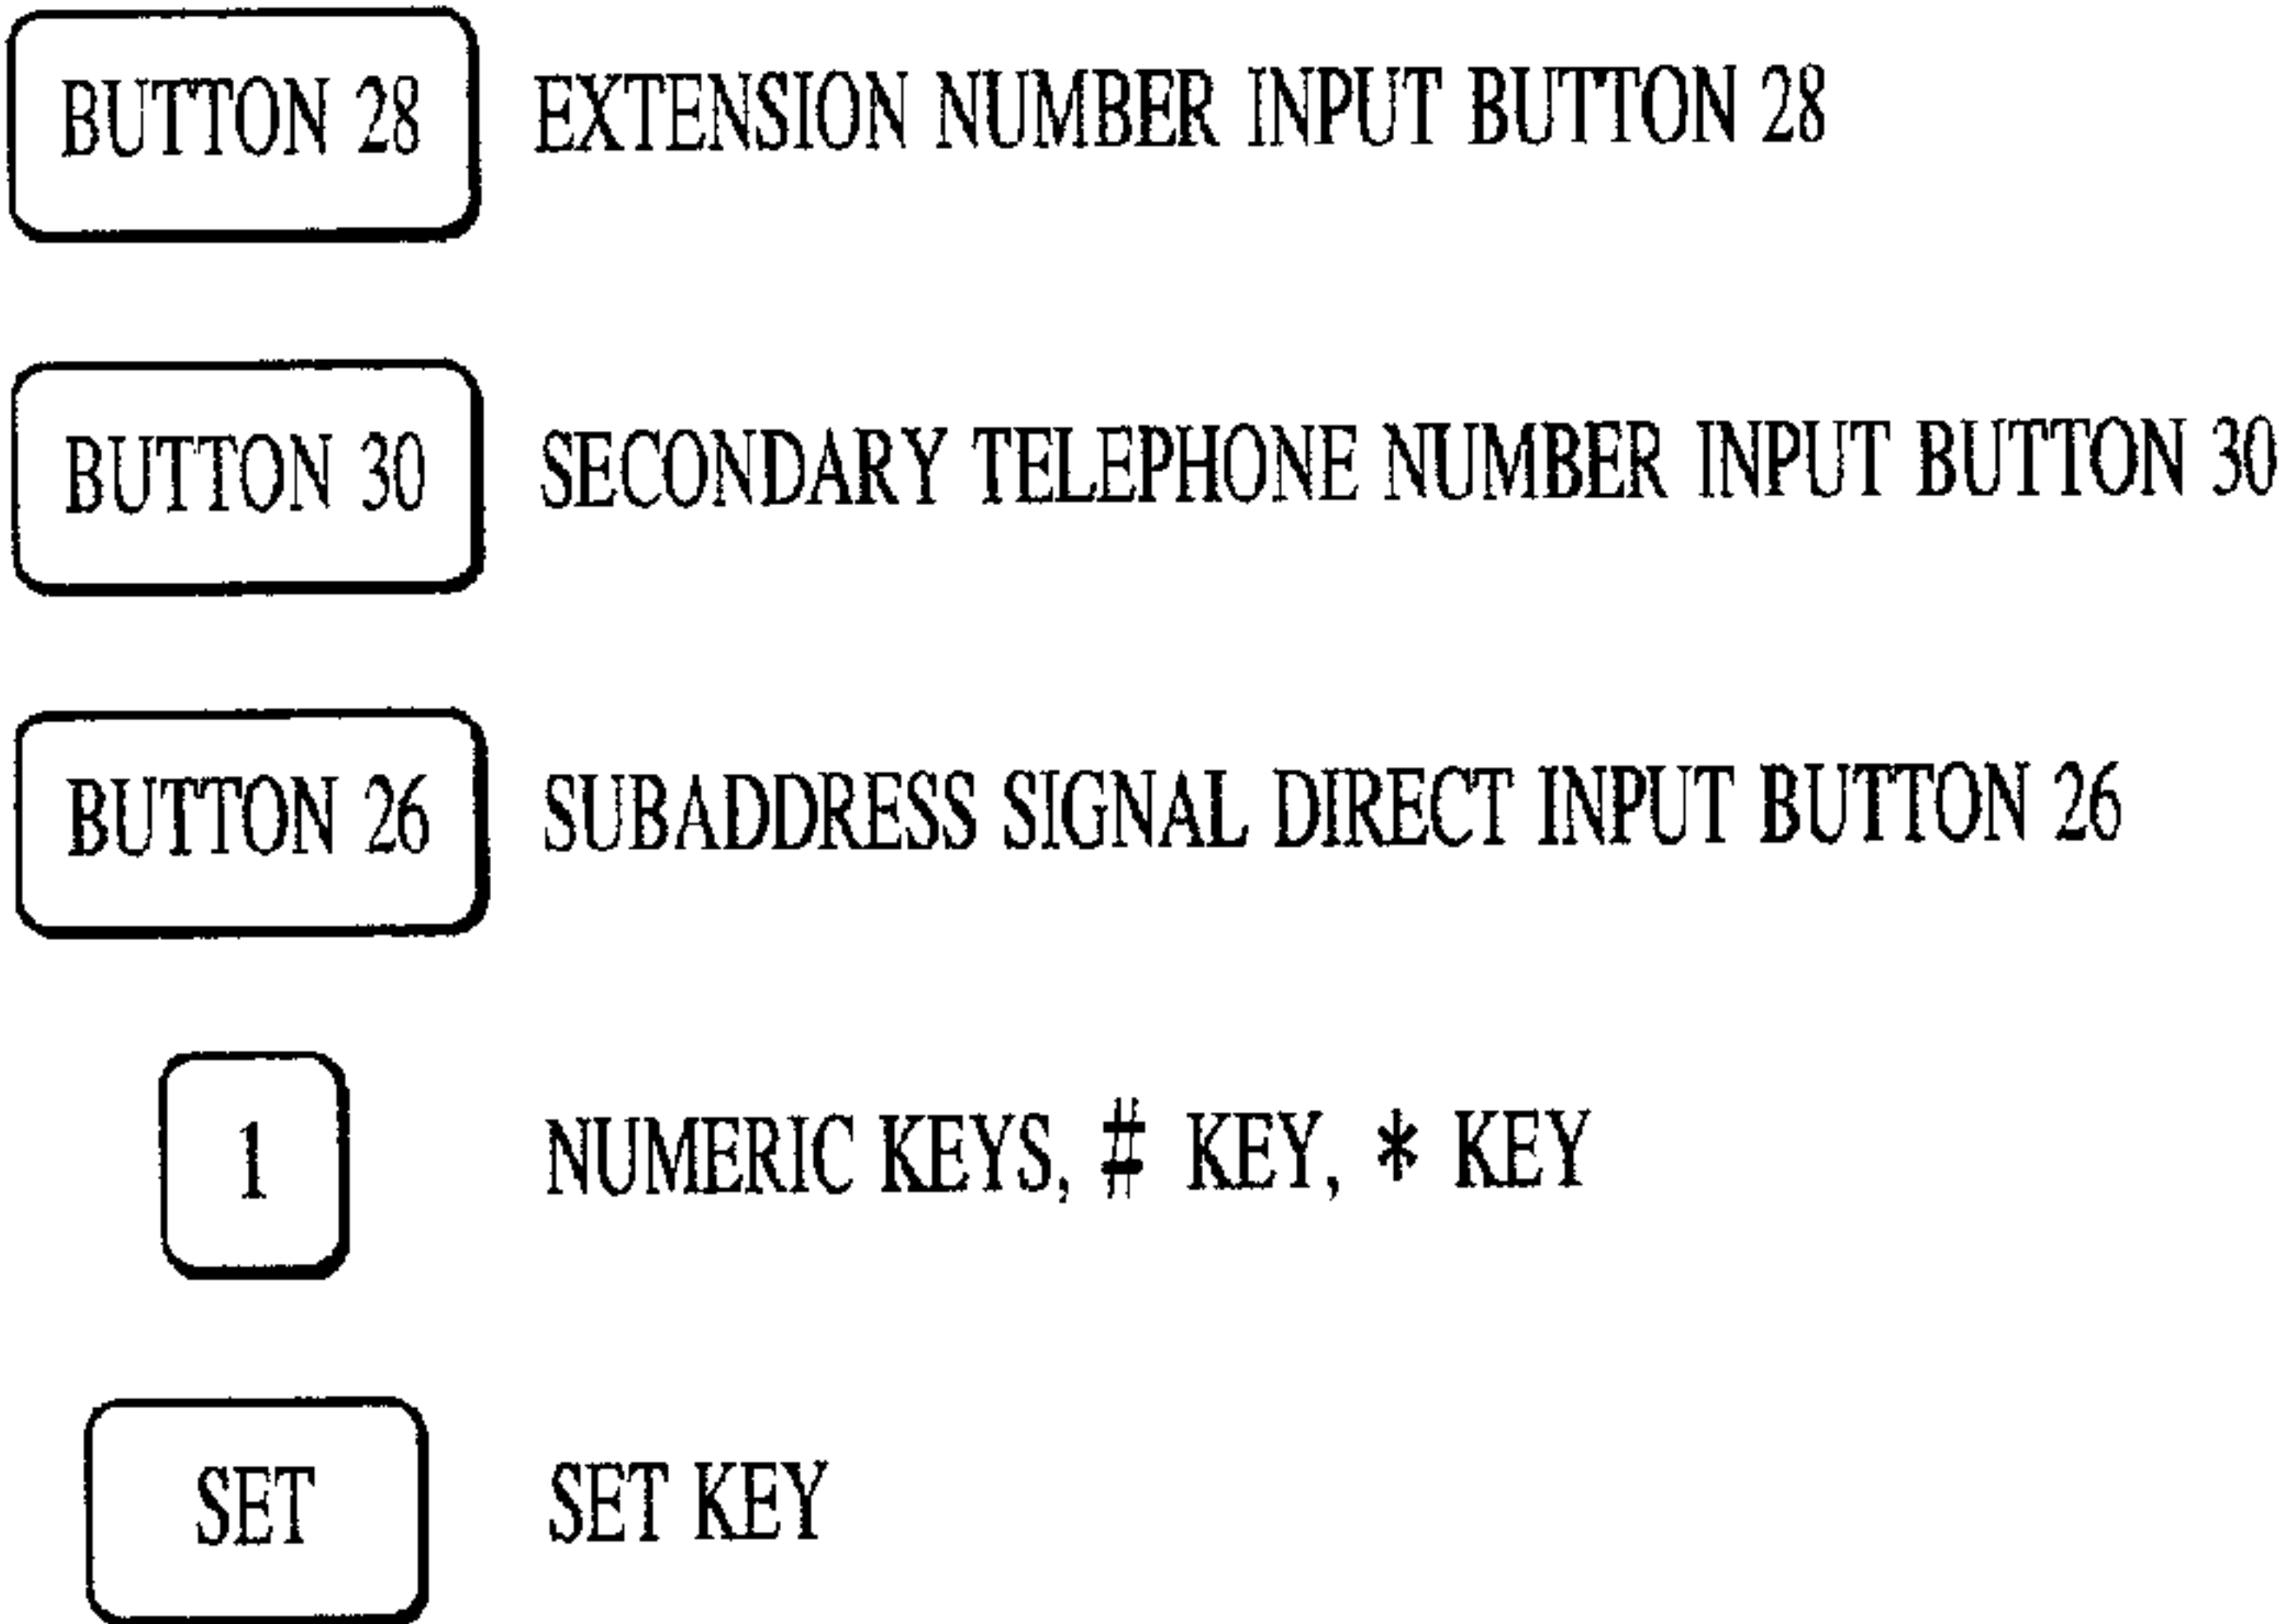 BUTTON 28 EXTENSION NUMBER INPUT BUTTON 28
BUTTON 30 SECONDARY TELEPHONE NUMBER INPUT BUTTON 30
BUTTON 26 SUBADDRESS SIGNAL DIRECT INPUT BUTTON 26
1 NUMERIC KEYS, # KEY, * KEY
SET SET KEY